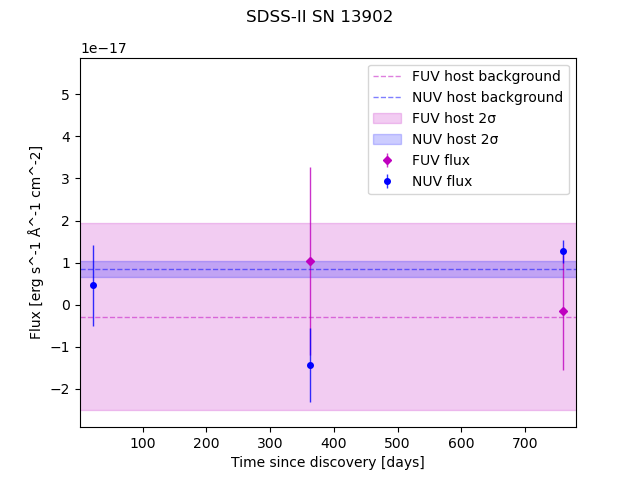 SDSS-II SN 13902
1e−17
FUV host background
NUV host background
FUV host 2σ
NUV host 2σ
FUV flux
NUV flux
Flux [erg s^-1 Å^-1 cm^-2]
5
4
3
2
1
0
−1
−2
100 200 300 400 500 600 700
Time since discovery [days]